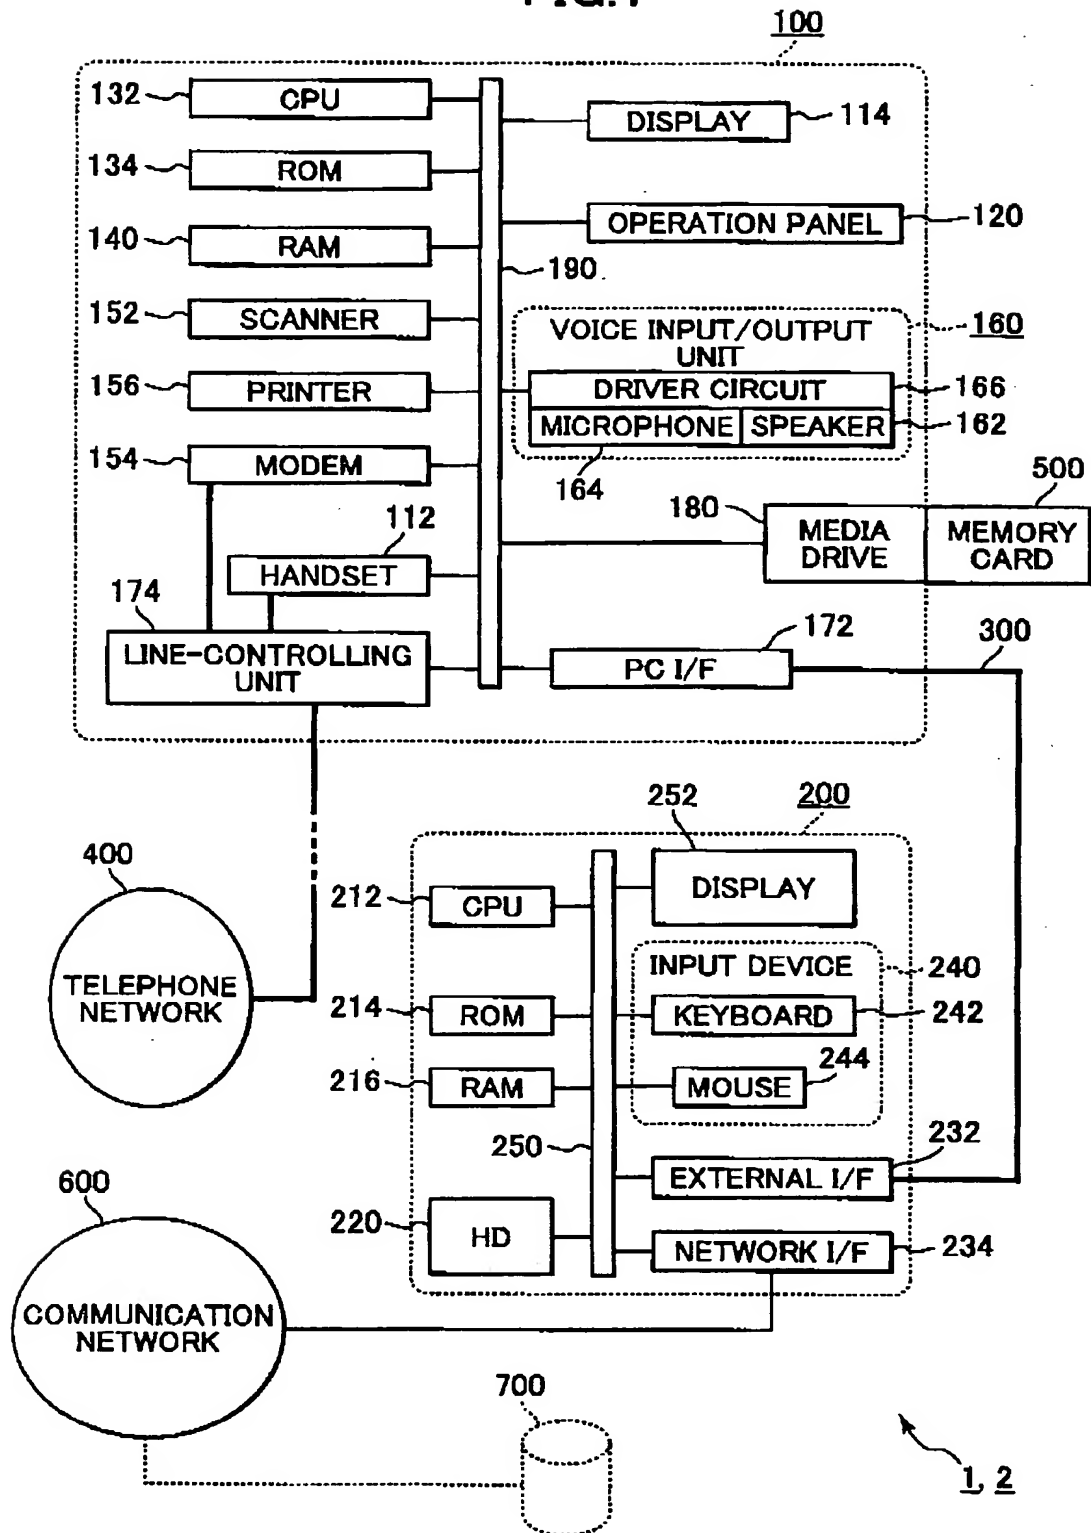 100
132
CPU
DISPLAY
114
134
ROM
OPERATION PANEL
120
140
RAM
190
152
SCANNER
VOICE INPUT/OUTPUT
UNIT
160
156
PRINTER
DRIVER CIRCUIT
166
MICROPHONE
SPEAKER
162
154
MODEM
164
500
180
MEDIA
DRIVE
MEMORY
CARD
112
HANDSET
174
LINE-CONTROLLING
UNIT
172
PC I/F
300
252
200
400
212
CPU
DISPLAY
TELEPHONE
NETWORK
INPUT DEVICE
240
214
ROM
KEYBOARD
242
216
RAM
MOUSE
244
250
232
EXTERNAL I/F
600
220
HD
NETWORK I/F
234
COMMUNICATION
NETWORK
700
1, 2